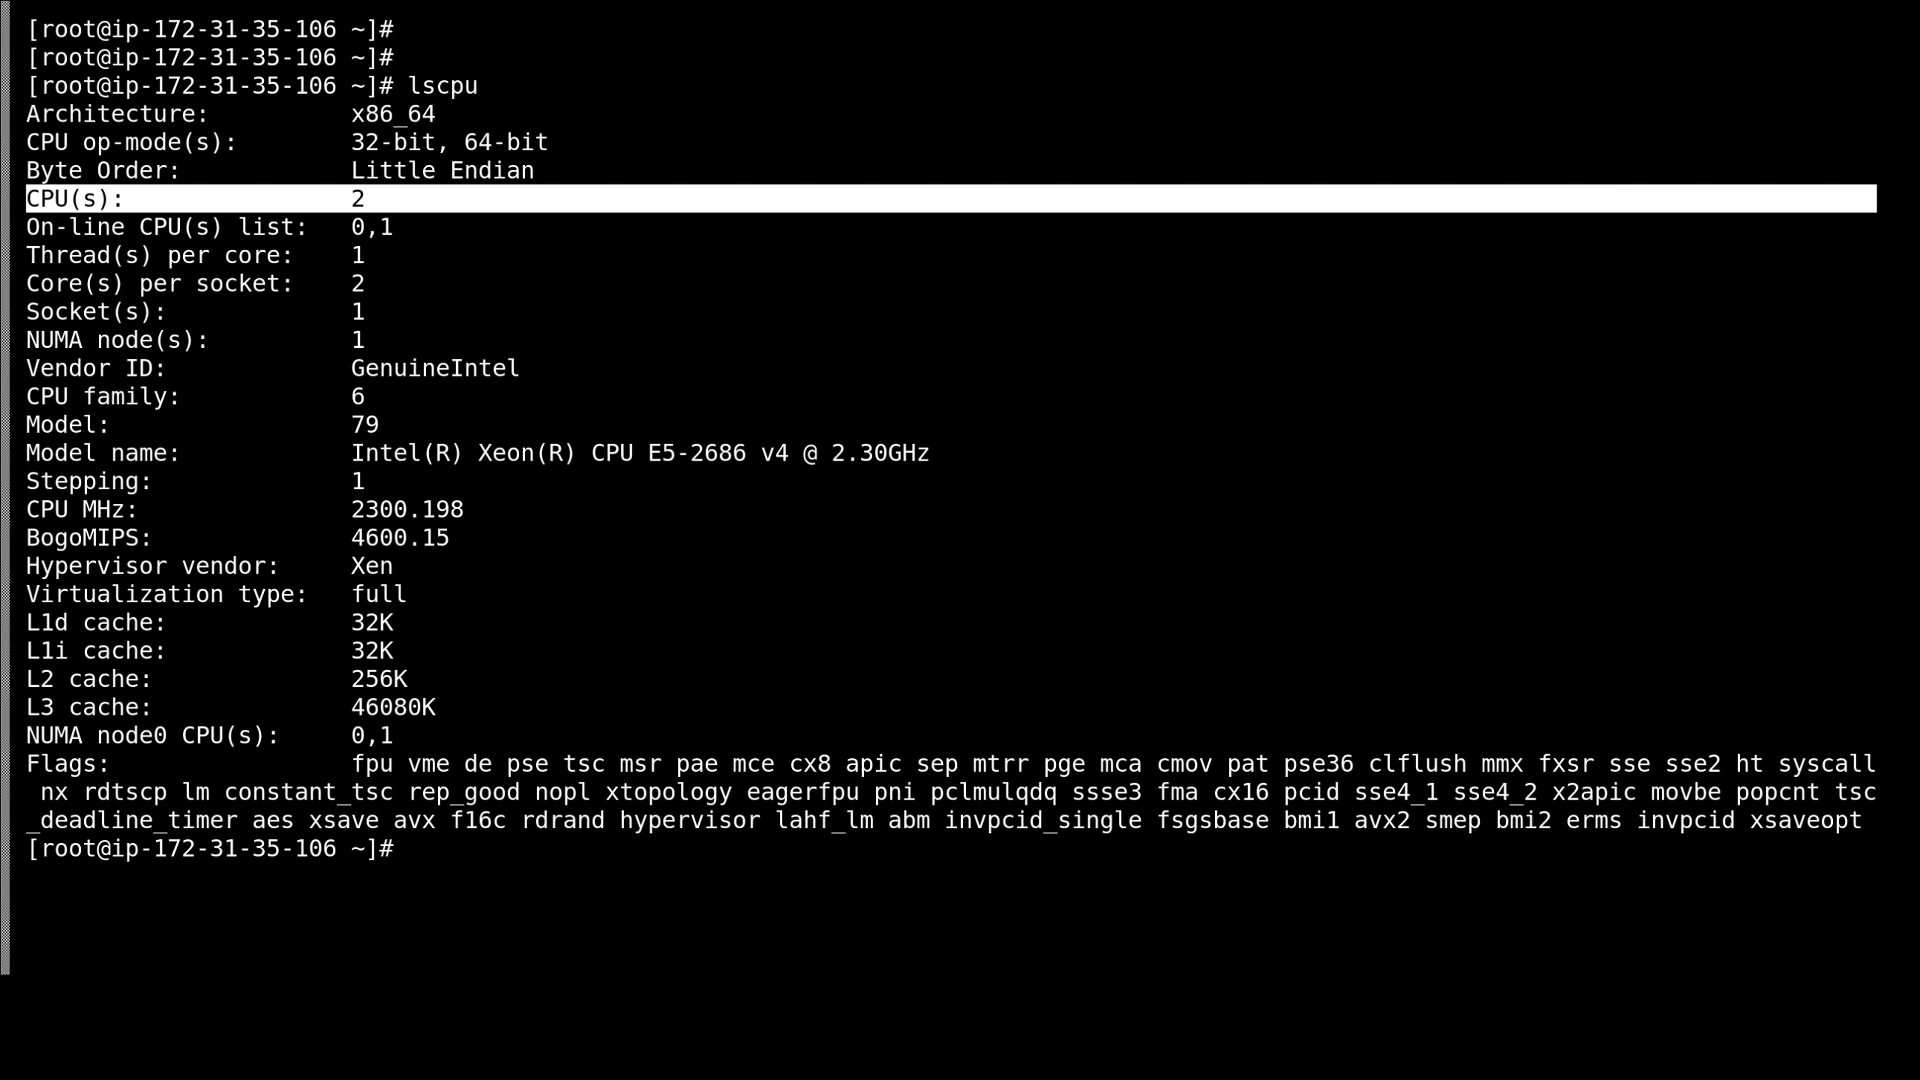 [root@ip-172-31-35-106 ~]#
[root@ip-172-31-35-106 ~]#
[root@ip-172-31-35-106 ~]# lscpu
Architecture:          x86_64
CPU op-mode(s):        32-bit, 64-bit
Byte Order:            Little Endian
CPU(s):                2
On-line CPU(s) list:   0,1
Thread(s) per core:    1
Core(s) per socket:    2
Socket(s):             1
NUMA node(s):          1
Vendor ID:             GenuineIntel
CPU family:            6
Model:                 79
Model name:            Intel(R) Xeon(R) CPU E5-2686 v4 @ 2.30GHz
Stepping:              1
CPU MHz:               2300.198
BogoMIPS:              4600.15
Hypervisor vendor:     Xen
Virtualization type:   full
L1d cache:             32K
L1i cache:             32K
L2 cache:              256K
L3 cache:              46080K
NUMA node0 CPU(s):     0,1
Flags:                 fpu vme de pse tsc msr pae mce cx8 apic sep mtrr pge mca cmov pat pse36 clflush mmx fxsr sse sse2 ht syscall
 nx rdtscp lm constant_tsc rep_good nopl xtopology eagerfpu pni pclmulqdq ssse3 fma cx16 pcid sse4_1 sse4_2 x2apic movbe popcnt tsc
_deadline_timer aes xsave avx f16c rdrand hypervisor lahf_lm abm invpcid_single fsgsbase bmi1 avx2 smep bmi2 erms invpcid xsaveopt
[root@ip-172-31-35-106 ~]#